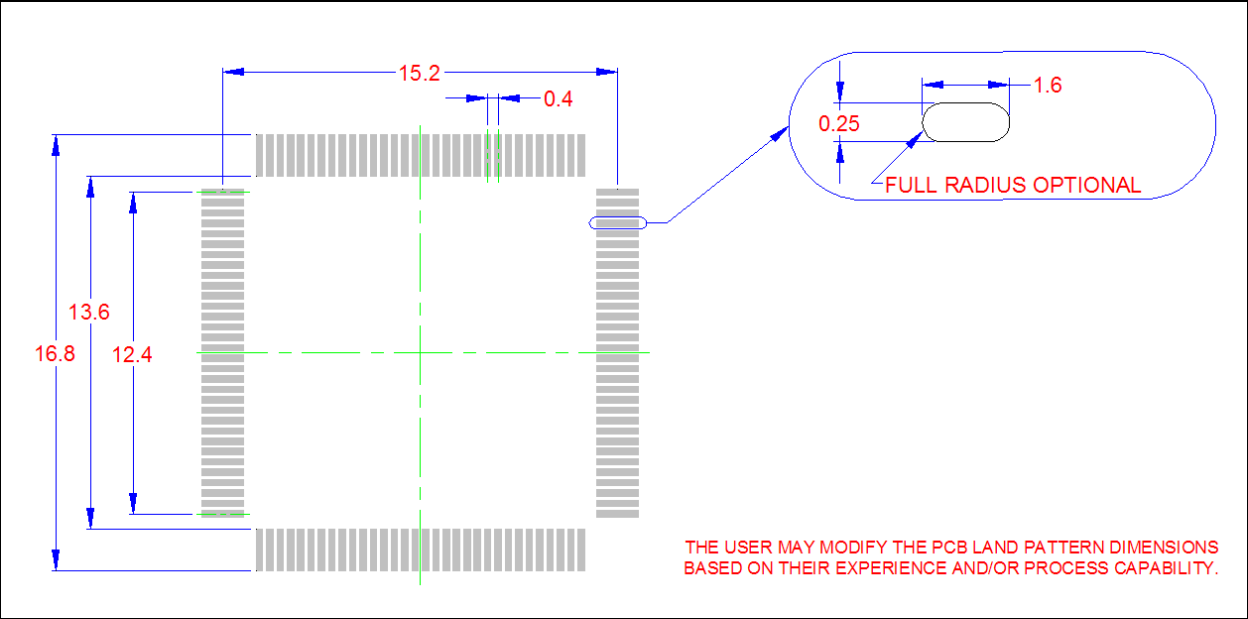 15.2
1.6
0.4
0.25
FULL RADIUS OPTIONAL
13.6
16.8
12.4
THE USER MAY MODIFY THE PCB LAND PATTERN DIMENSIONS
BASED ON THEIR EXPERIENCE AND/OR PROCESS CAPABILITY.